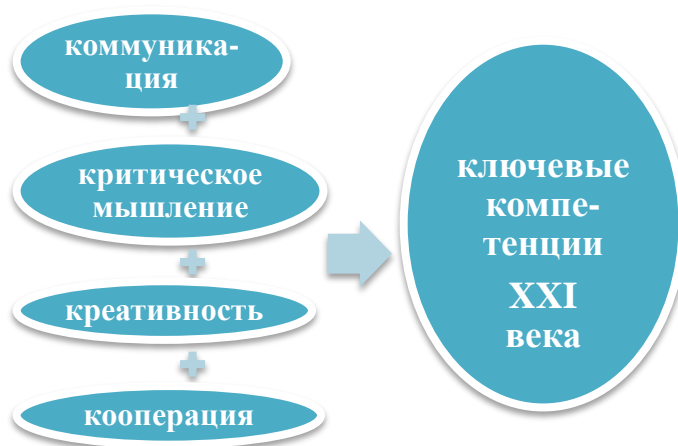 коммуника-
ция
критическое
мышление
креативность
кооперация
ключевые
компе-
тенции
XXI
века